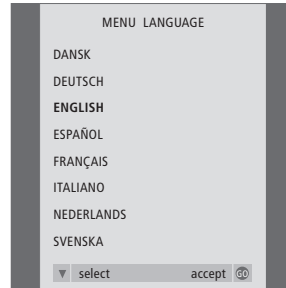 MENU LANGUAGE
DANSK
DEUTSCH
ENGLISH
ESPAÑOL
FRANÇAIS
ITALIANO
NEDERLANDS
SVENSKA
▼ select accept GO